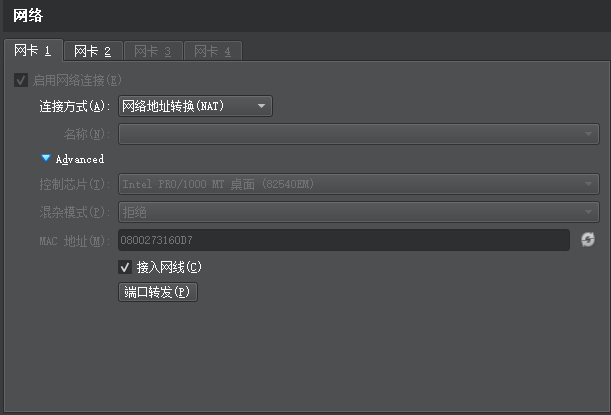 网络
网卡 1 网卡 2 网卡 3 网卡 4
启用网络连接(E)
连接方式(A): 网络地址转换(NAT)
名称(N):
Advanced
控制芯片(T): Intel PRO/1000 MT 桌面 (82540EM)
混杂模式(P): 拒绝
MAC 地址(M): 0800273160D7
接入网线(C)
端口转发(P)